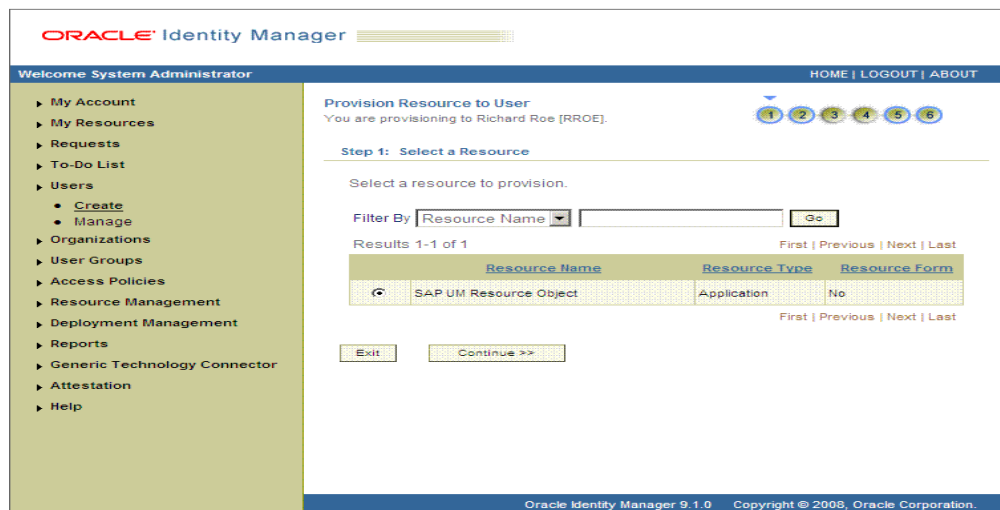 ORACLE Identity Manager
Welcome System Administrator
HOME | LOGOUT | ABOUT
My Account
My Resources
Requests
To-Do List
Users
Create
Manage
Organizations
User Groups
Access Policies
Resource Management
Deployment Management
Reports
Generic Technology Connector
Attestation
Help
Provision Resource to User
You are provisioning to Richard Roe [RROE].
1 2 3 4 5 6
Step 1: Select a Resource
Select a resource to provision.
Filter By Resource Name Go
Results 1-1 of 1
First | Previous | Next | Last
Resource Name Resource Type Resource Form
SAP UM Resource Object Application No
First | Previous | Next | Last
Exit Continue >>
Oracle Identity Manager 9.1.0 Copyright © 2008, Oracle Corporation.